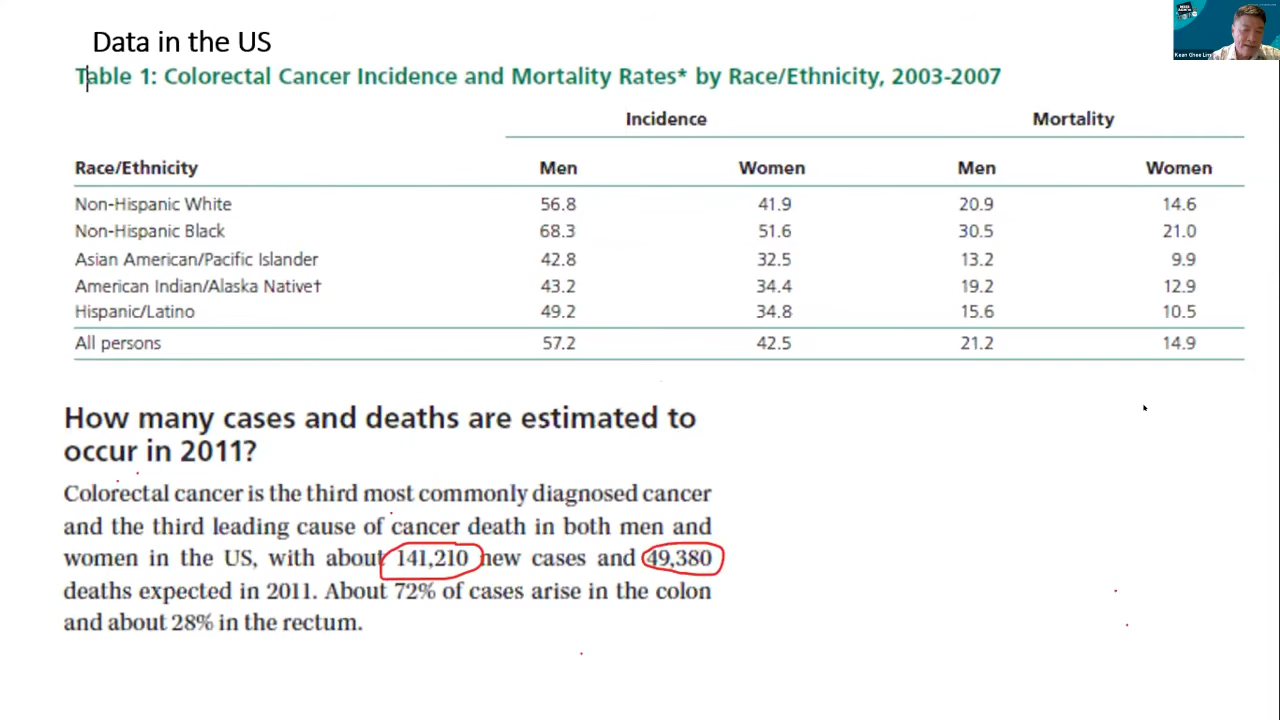 Data in the US
Table 1: Colorectal Cancer Incidence and Mortality Rates* by Race/Ethnicity, 2003-2007
Incidence Mortality
Race/Ethnicity Men Women Men Women
Non-Hispanic White 56.8 41.9 20.9 14.6
Non-Hispanic Black 68.3 51.6 30.5 21.0
Asian American/Pacific Islander 42.8 32.5 13.2 9.9
American Indian/Alaska Native† 43.2 34.4 19.2 12.9
Hispanic/Latino 49.2 34.8 15.6 10.5
All persons 57.2 42.5 21.2 14.9
How many cases and deaths are estimated to
occur in 2011?
Colorectal cancer is the third most commonly diagnosed cancer
and the third leading cause of cancer death in both men and
women in the US, with about 141,210 new cases and 49,380
deaths expected in 2011. About 72% of cases arise in the colon
and about 28% in the rectum.